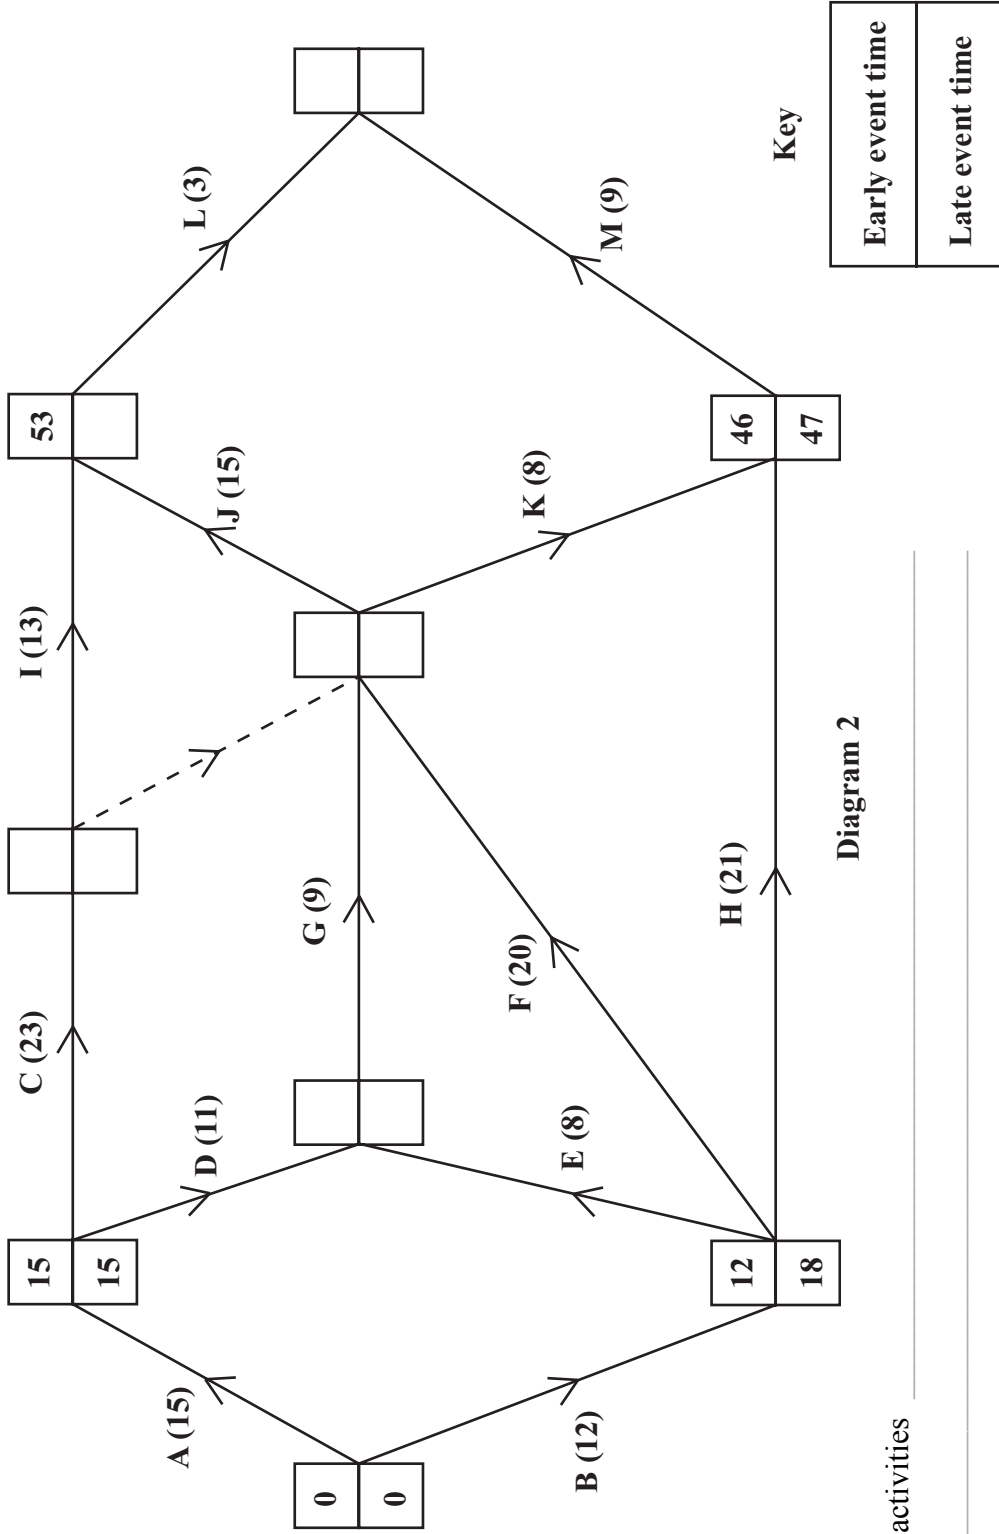 C (23)
I (13)
15
15
53
A (15)
D (11)
J (15)
L (3)
0
0
G (9)
E (8)
F (20)
K (8)
M (9)
B (12)
12
18
H (21)
46
47
Key
Early event time
Late event time
Diagram 2
activities